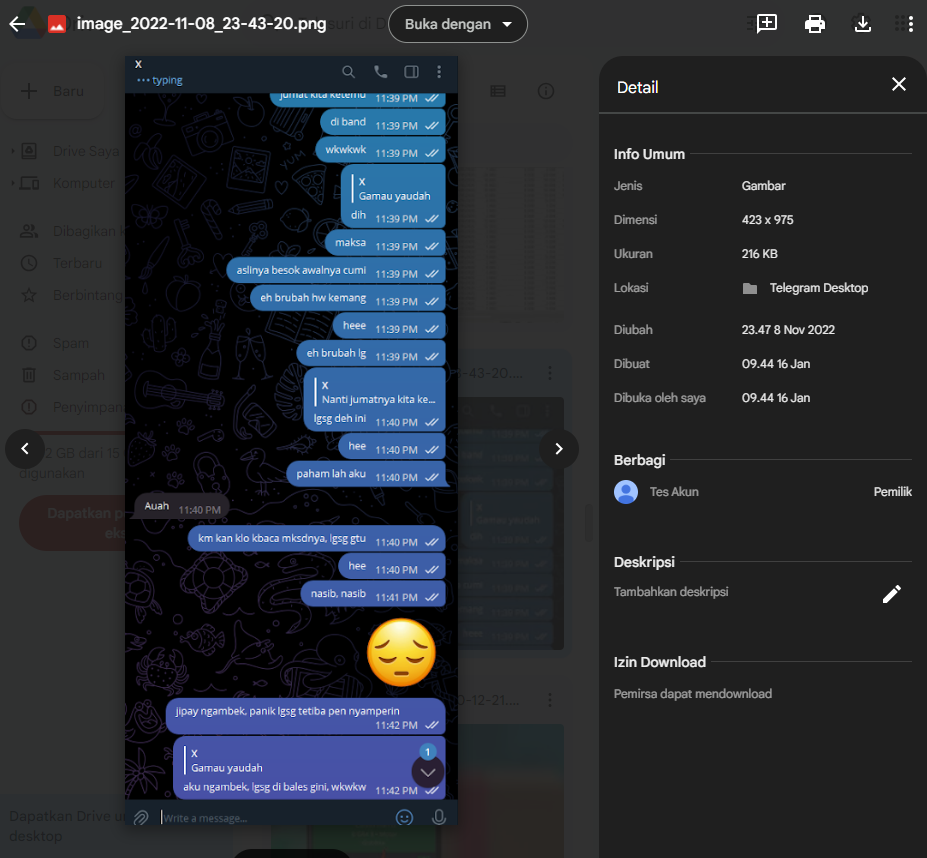 image_2022-11-08_23-43-20.png
Buka dengan
Baru
Drive Saya
Komputer
Dibagikan
Terbaru
Berbintang
Spam
Sampah
GB dari 15
digunakan
Dapatkan
Dapatkan Drive
desktop
X
typing
jumat kita ketemu 11:39 PM
di band 11:39 PM
wkwkwk 11:39 PM
X
Gamau yaudah
dih 11:39 PM
maksa 11:39 PM
aslinya besok awalnya cumi 11:39 PM
eh brubah hw kemang 11:39 PM
heee 11:39 PM
eh brubah lg 11:39 PM
X
Nanti jumatnya kita ke...
lgsg deh ini 11:40 PM
hee 11:40 PM
paham lah aku 11:40 PM
Auah 11:40 PM
km kan klo kbaca mksdnya, lgsg gtu 11:40 PM
hee 11:40 PM
nasib, nasib 11:41 PM
jipay ngambek, panik lgsg tetiba pen nyamperin
11:42 PM
X
Gamau yaudah
1
aku ngambek, lgsg di bales gini, wkwkw 11:42 PM
Write a message...
Detail
Info Umum
Jenis Gambar
Dimensi 423 x 975
Ukuran 216 KB
Lokasi Telegram Desktop
Diubah 23.47 8 Nov 2022
Dibuat 09.44 16 Jan
Dibuka oleh saya 09.44 16 Jan
Berbagi
Tes Akun Pemilik
Deskripsi
Tambahkan deskripsi
Izin Download
Pemirsa dapat mendownload